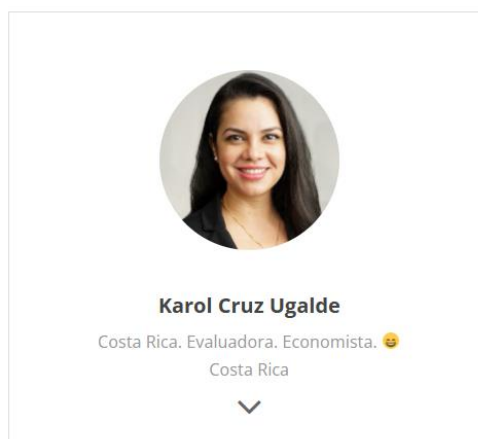 Karol Cruz Ugalde
Costa Rica. Evaluadora. Economista. 😄
Costa Rica